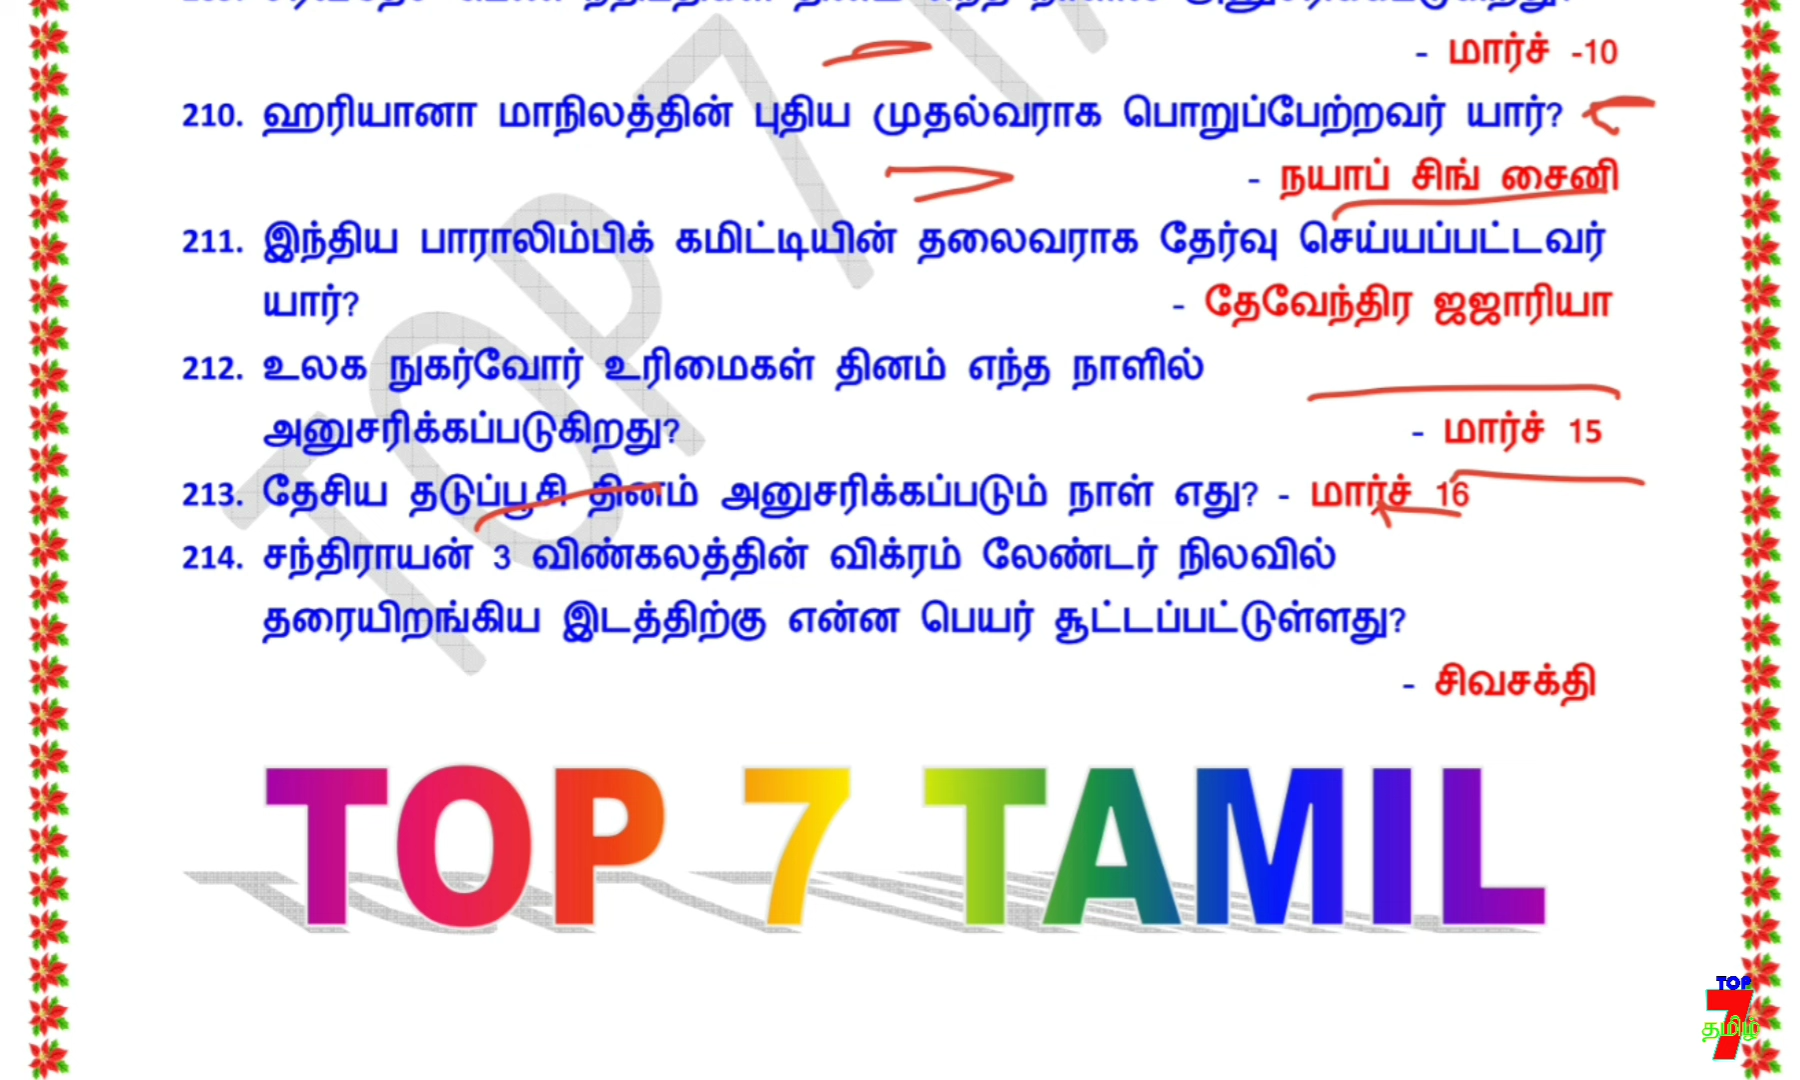 - மார்ச் -10
210. ஹரியானா மாநிலத்தின் புதிய முதல்வராக பொறுப்பேற்றவர் யார்?
- நயாப் சிங் சைனி
211. இந்திய பாராலிம்பிக் கமிட்டியின் தலைவராக தேர்வு செய்யப்பட்டவர்
யார்? - தேவேந்திர ஜஜாரியா
212. உலக நுகர்வோர் உரிமைகள் தினம் எந்த நாளில்
அனுசரிக்கப்படுகிறது? - மார்ச் 15
213. தேசிய தடுப்பூசி தினம் அனுசரிக்கப்படும் நாள் எது? - மார்ச் 16
214. சந்திராயன் 3 விண்கலத்தின் விக்ரம் லேண்டர் நிலவில்
தரையிறங்கிய இடத்திற்கு என்ன பெயர் சூட்டப்பட்டுள்ளது?
- சிவசக்தி
TOP 7 TAMIL
TOP
7
தமிழ்